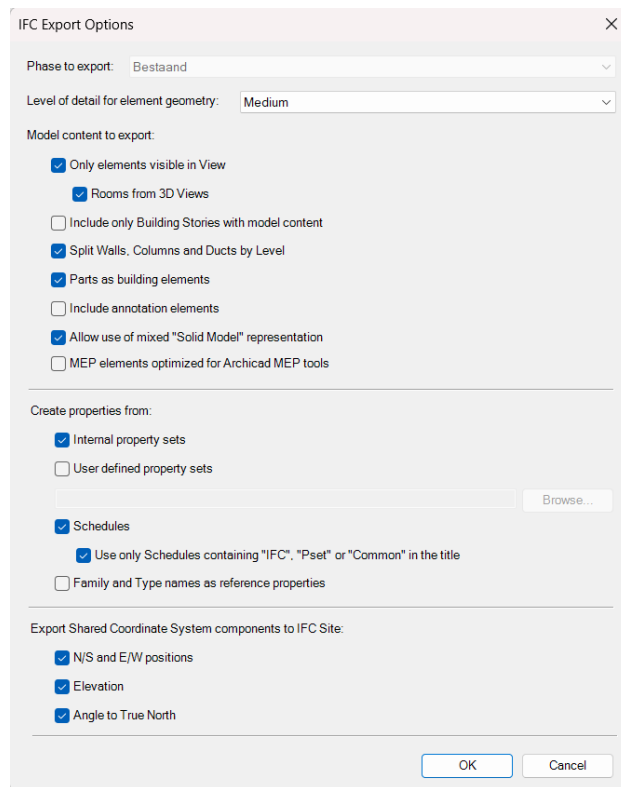 IFC Export Options
Phase to export: Bestaand
Level of detail for element geometry: Medium
Model content to export:
Only elements visible in View
Rooms from 3D Views
Include only Building Stories with model content
Split Walls, Columns and Ducts by Level
Parts as building elements
Include annotation elements
Allow use of mixed "Solid Model" representation
MEP elements optimized for Archicad MEP tools
Create properties from:
Internal property sets
User defined property sets
Browse...
Schedules
Use only Schedules containing "IFC", "Pset" or "Common" in the title
Family and Type names as reference properties
Export Shared Coordinate System components to IFC Site:
N/S and E/W positions
Elevation
Angle to True North
OK Cancel